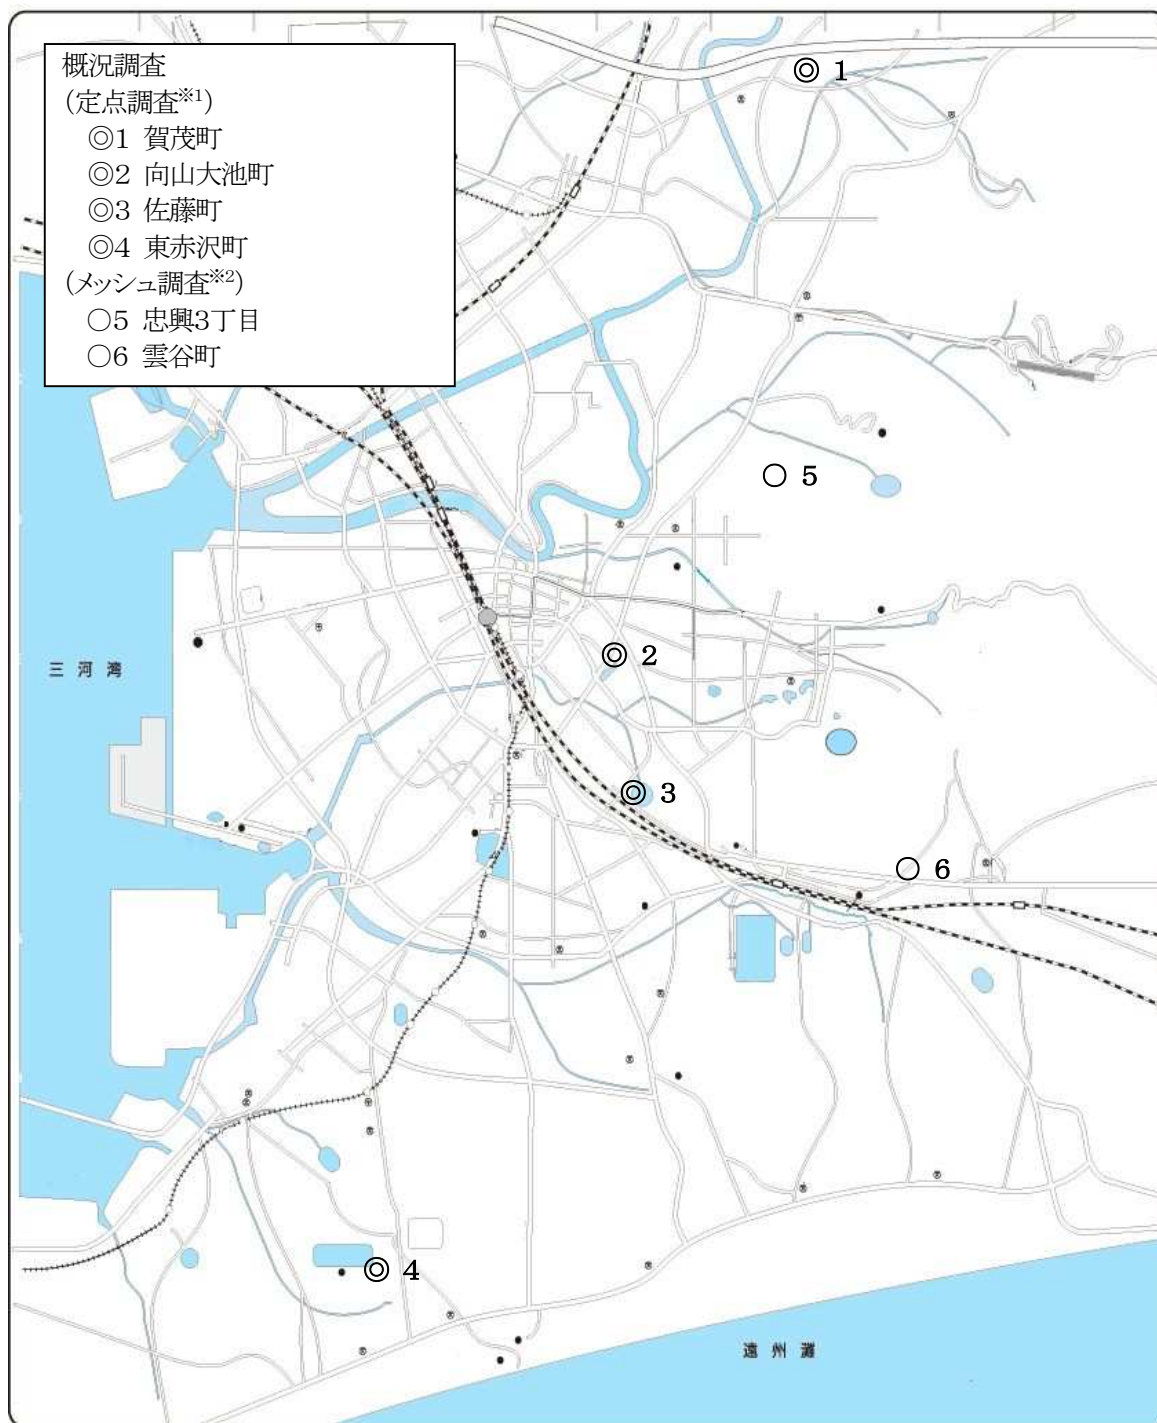 概況調査
(定点調査※1)
◎1 賀茂町
◎2 向山大池町
◎3 佐藤町
◎4 東赤沢町
(メッシュ調査※2)
○5 忠興3丁目
○6 雲谷町
◎ 1
○ 5
◎ 2
三河湾
◎ 3
○ 6
◎ 4
遠州灘